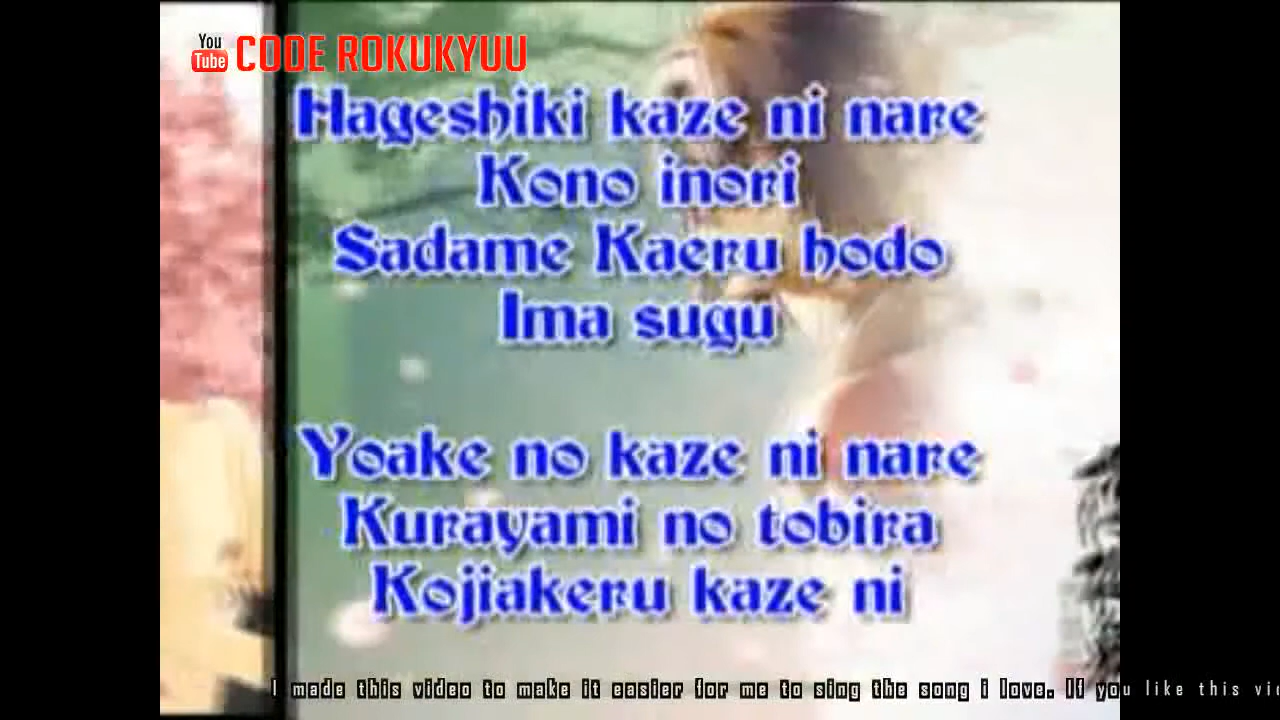 You Tube CODE ROKUKYUU
Hageshiki kaze ni nare
Kono inori
Sadame Kaeru hodo
Ima sugu
Yoake no kaze ni nare
Kurayami no tobira
Kojiakeru kaze ni
I made this video to make it easier for me to sing the song i love. If you like this